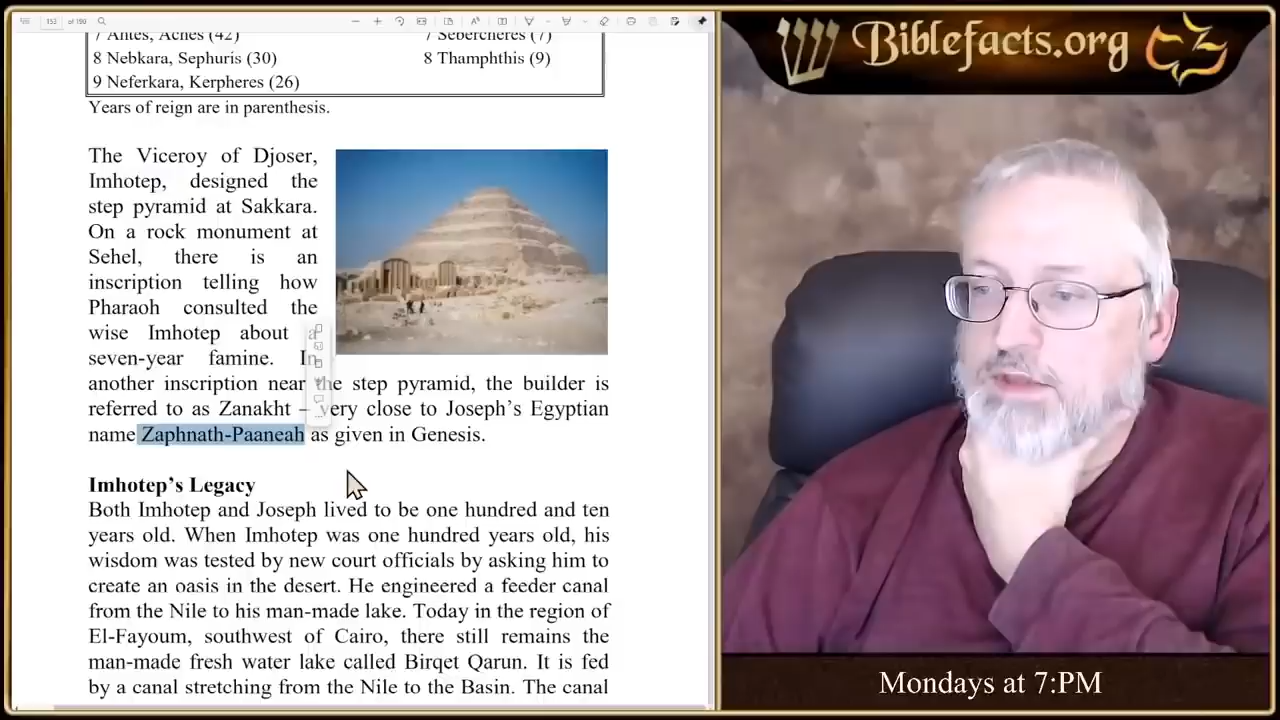 153 of 190
7 Antes, Aches (42)
7 Sebercheres (7)
8 Nebkara, Sephuris (30)
8 Thamphthis (9)
9 Neferkara, Kerpheres (26)
Years of reign are in parenthesis.
The Viceroy of Djoser,
Imhotep, designed the
step pyramid at Sakkara.
On a rock monument at
Sehel, there is an
inscription telling how
Pharaoh consulted the
wise Imhotep about a
seven-year famine. In
another inscription near the step pyramid, the builder is
referred to as Zanakht – very close to Joseph's Egyptian
name Zaphnath-Paaneah as given in Genesis.
Imhotep's Legacy
Both Imhotep and Joseph lived to be one hundred and ten
years old. When Imhotep was one hundred years old, his
wisdom was tested by new court officials by asking him to
create an oasis in the desert. He engineered a feeder canal
from the Nile to his man-made lake. Today in the region of
El-Fayoum, southwest of Cairo, there still remains the
man-made fresh water lake called Birqet Qarun. It is fed
by a canal stretching from the Nile to the Basin. The canal
ש Biblefacts.org
Mondays at 7:PM